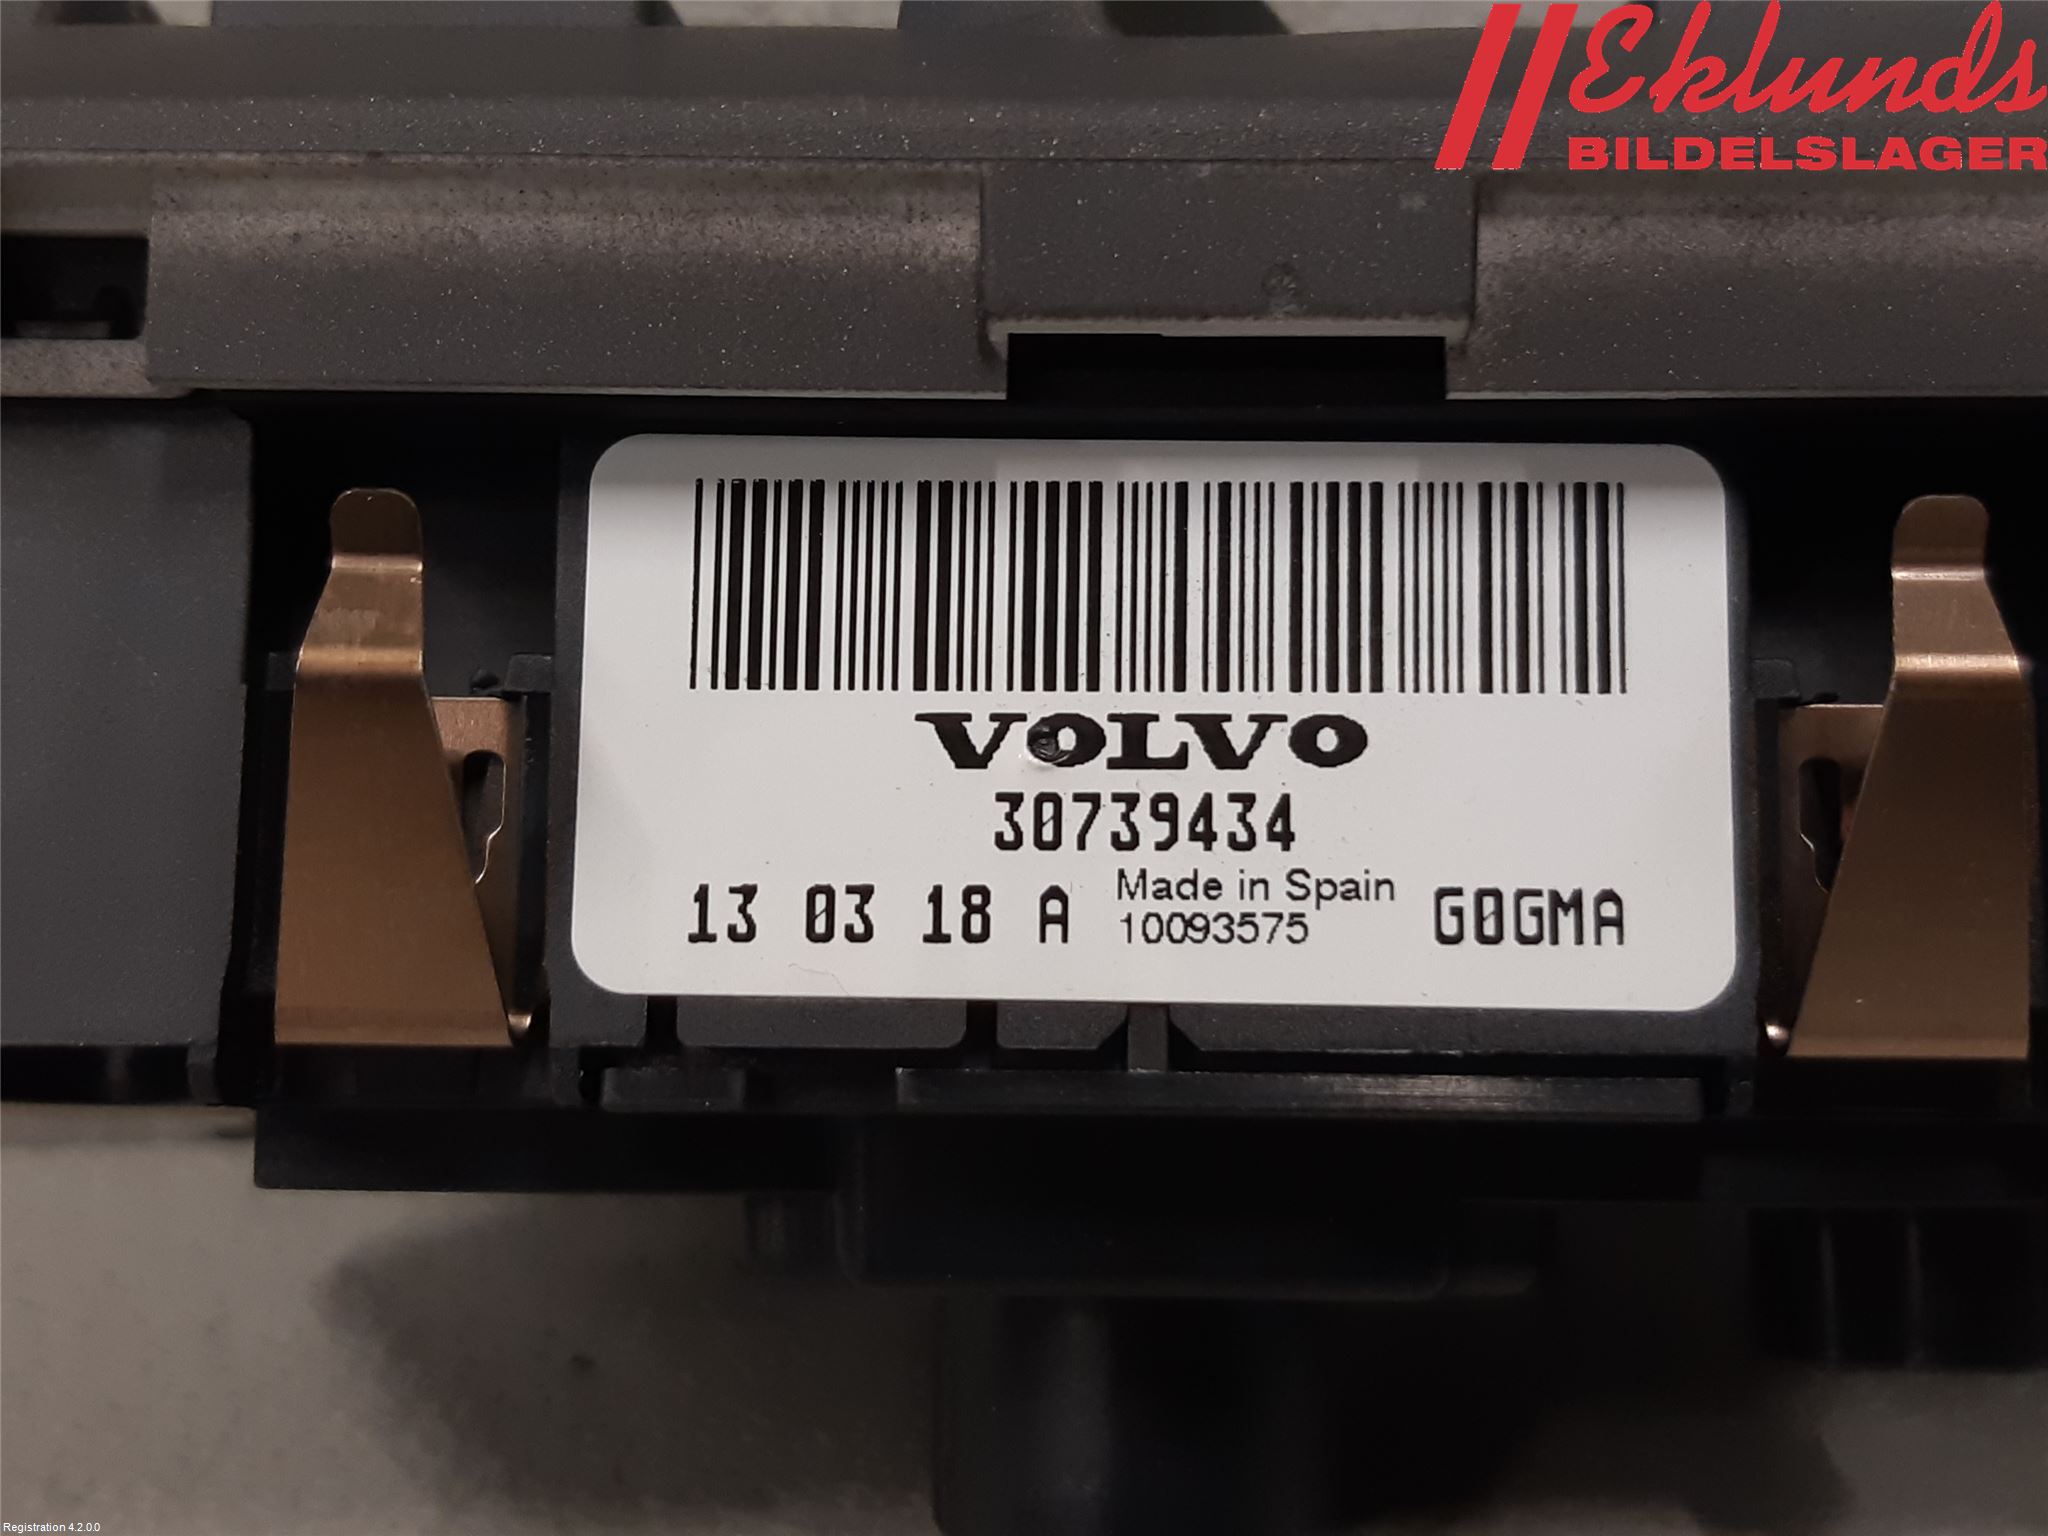 Eklunds
BILDELSLAGER
VOLVO
30739434
13 03 18 A Made in Spain G0GMA
10093575
Registration 4.2.0.0